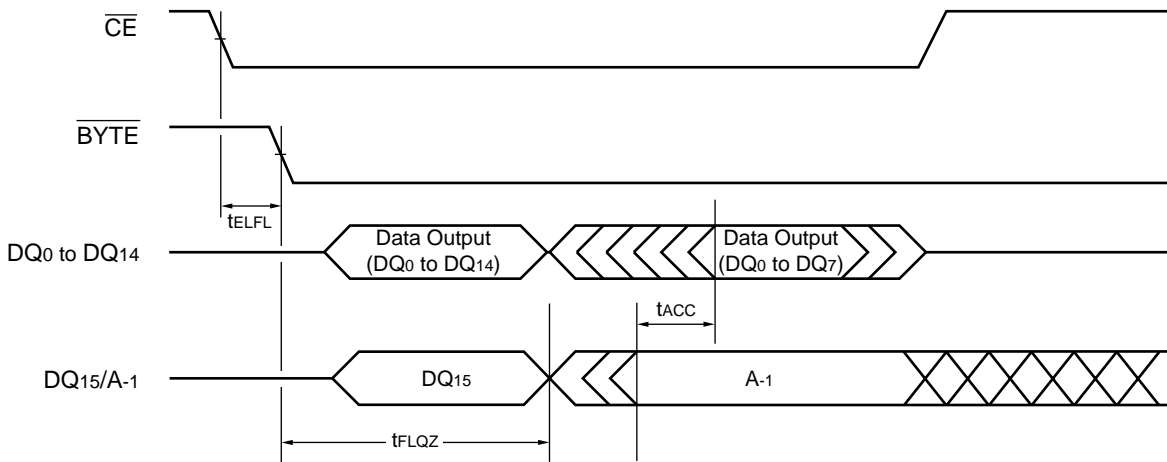 CE
BYTE
tELFL
DQ0 to DQ14
Data Output
(DQ0 to DQ14)
Data Output
(DQ0 to DQ7)
tACC
DQ15/A-1
DQ15
A-1
tFLQZ